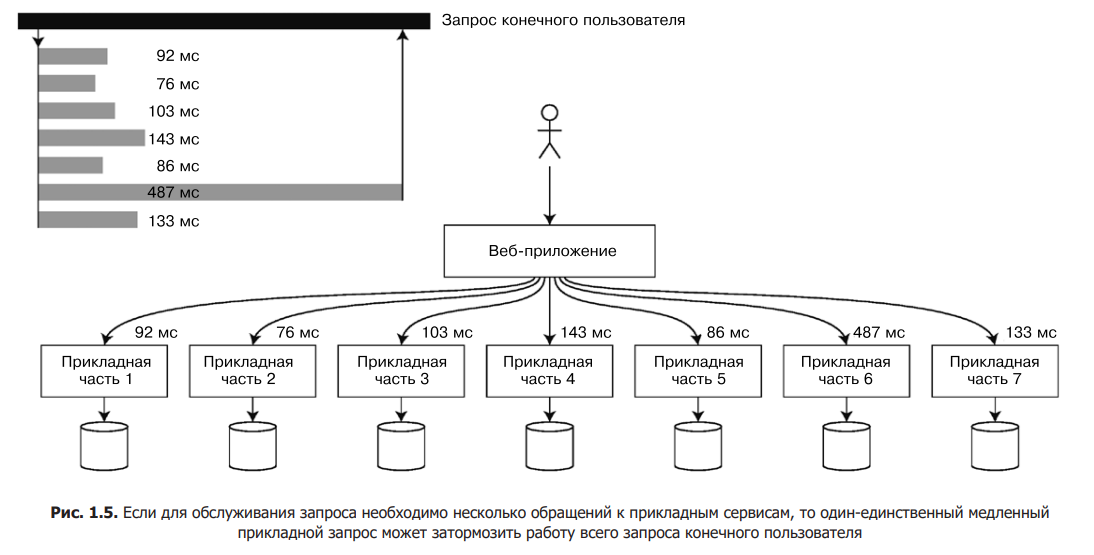 Запрос конечного пользователя
92 мс
76 мс
103 мс
143 мс
86 мс
487 мс
133 мс
Веб-приложение
92 мс
76 мс
103 мс
143 мс
86 мс
487 мс
133 мс
Прикладная
часть 1
Прикладная
часть 2
Прикладная
часть 3
Прикладная
часть 4
Прикладная
часть 5
Прикладная
часть 6
Прикладная
часть 7
Рис. 1.5. Если для обслуживания запроса необходимо несколько обращений к прикладным сервисам, то один-единственный медленный
прикладной запрос может затормозить работу всего запроса конечного пользователя